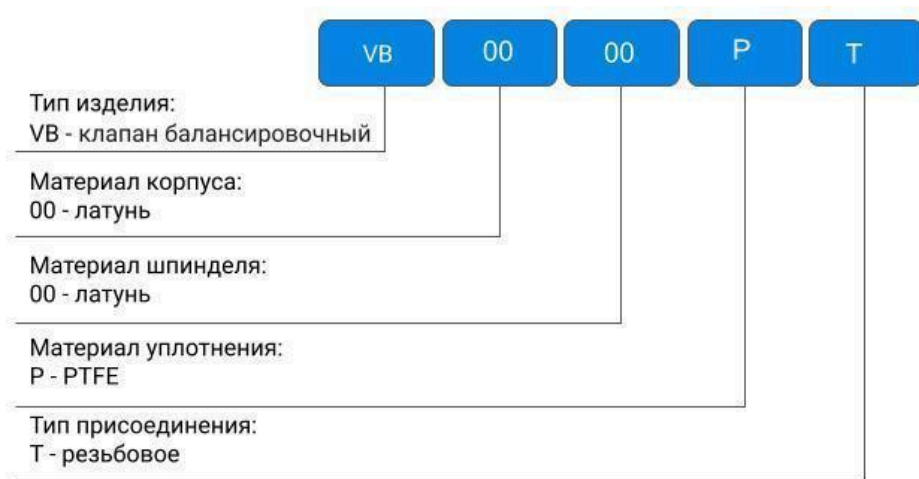 VB 00 00 P T
Тип изделия:
VB - клапан балансировочный
Материал корпуса:
00 - латунь
Материал шпинделя:
00 - латунь
Материал уплотнения:
P - PTFE
Тип присоединения:
T - резьбовое